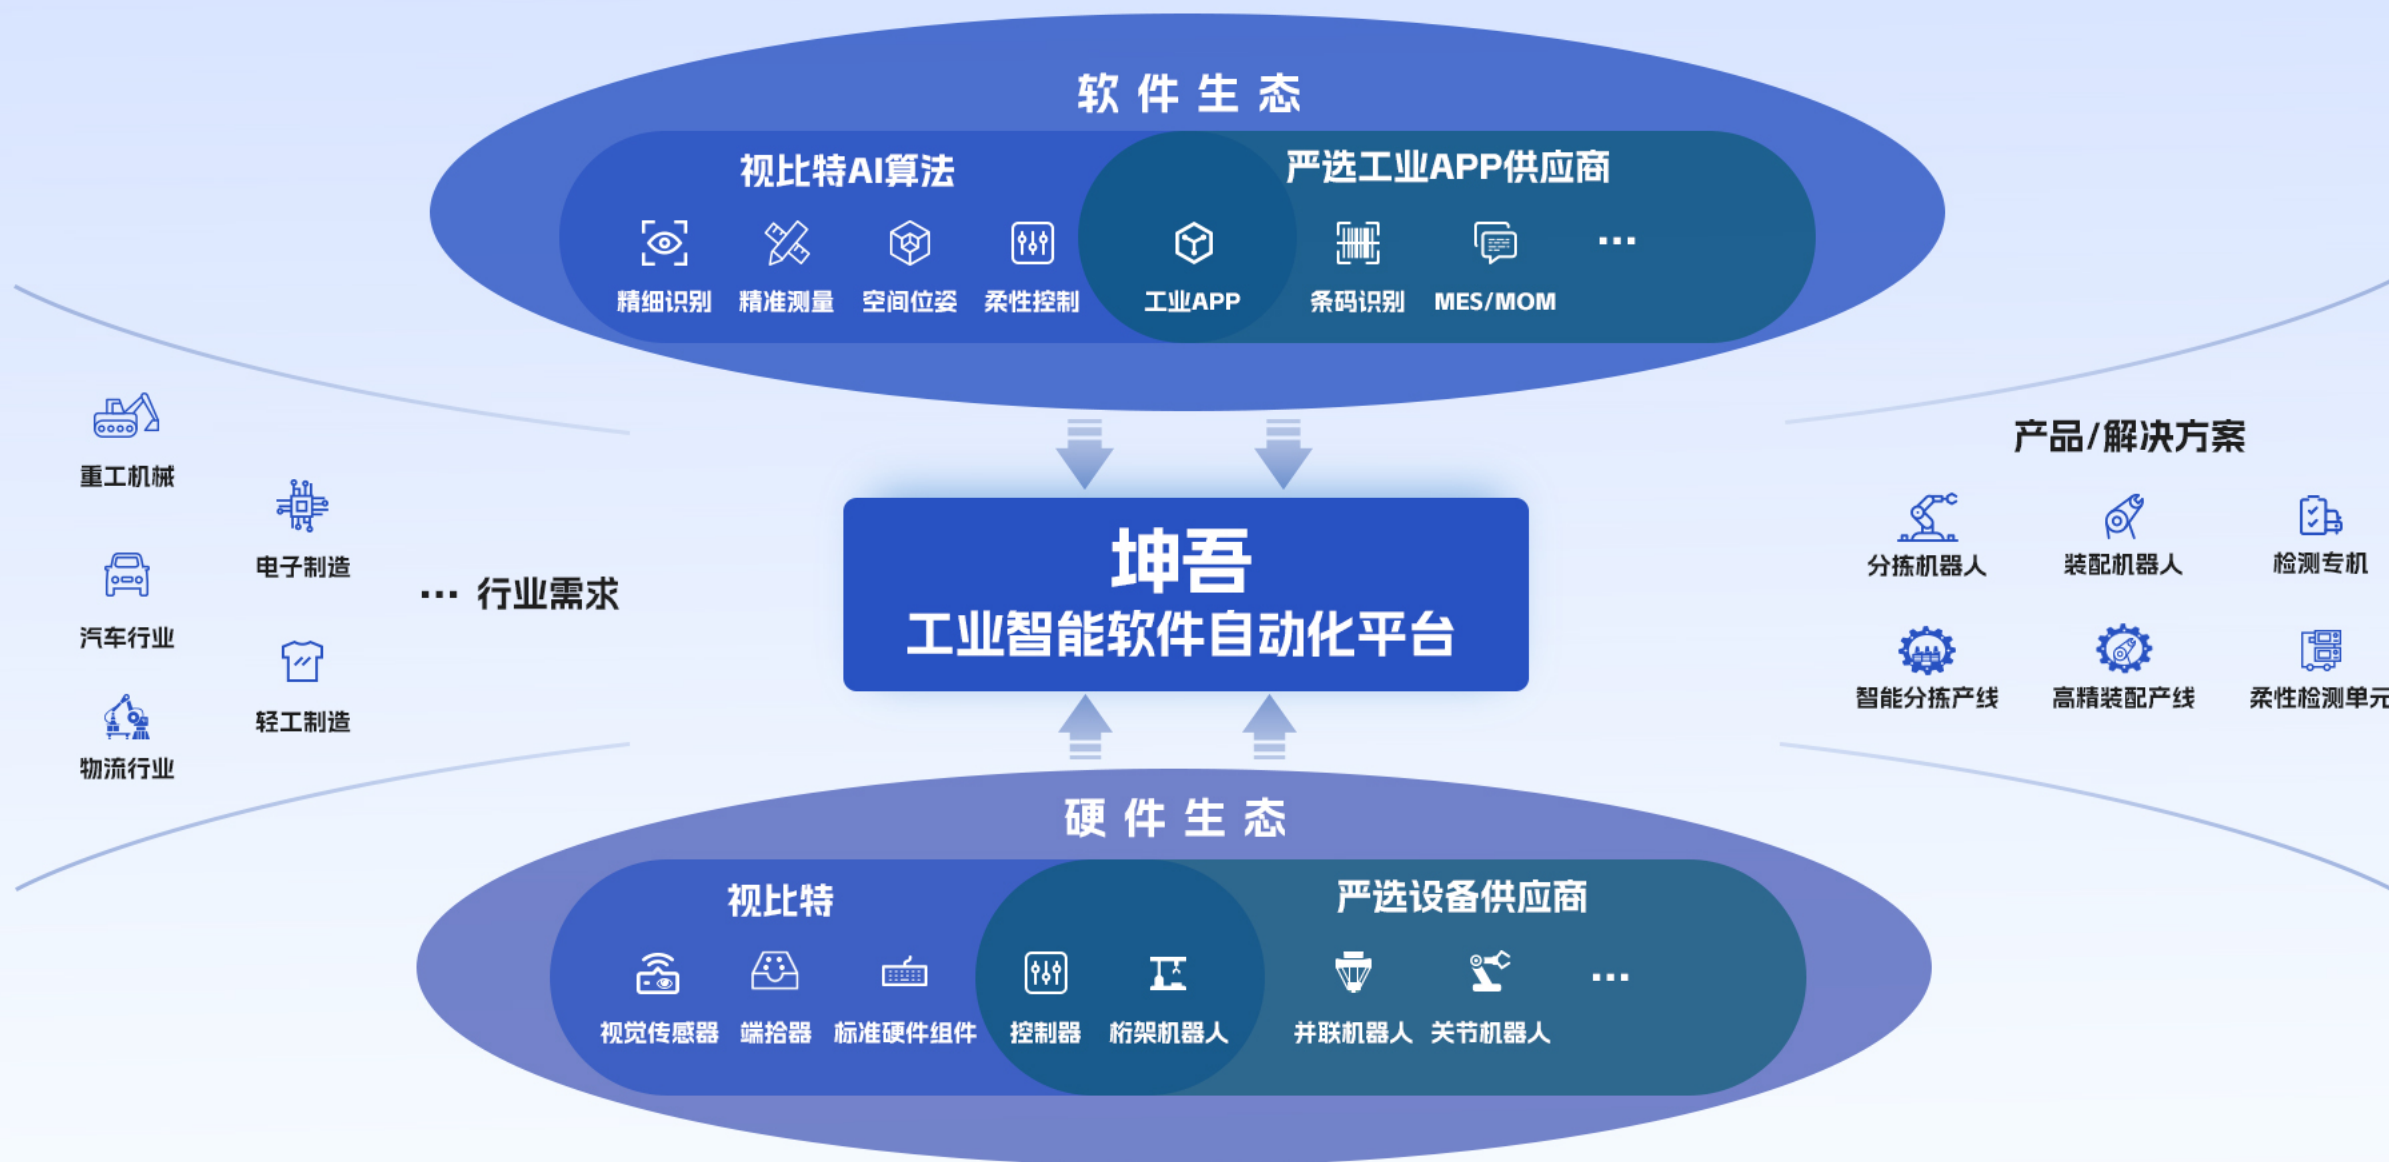 软件生态
视比特AI算法
严选工业APP供应商
精细识别 精准测量 空间位姿 柔性控制 工业APP 条码识别 MES/MOM ...
重工机械
电子制造
汽车行业
轻工制造
物流行业
... 行业需求
坤吾
工业智能软件自动化平台
产品/解决方案
分拣机器人 装配机器人 检测专机
智能分拣产线 高精装配产线 柔性检测单元
硬件生态
视比特
严选设备供应商
视觉传感器 端拾器 标准硬件组件 控制器 桁架机器人 并联机器人 关节机器人 ...